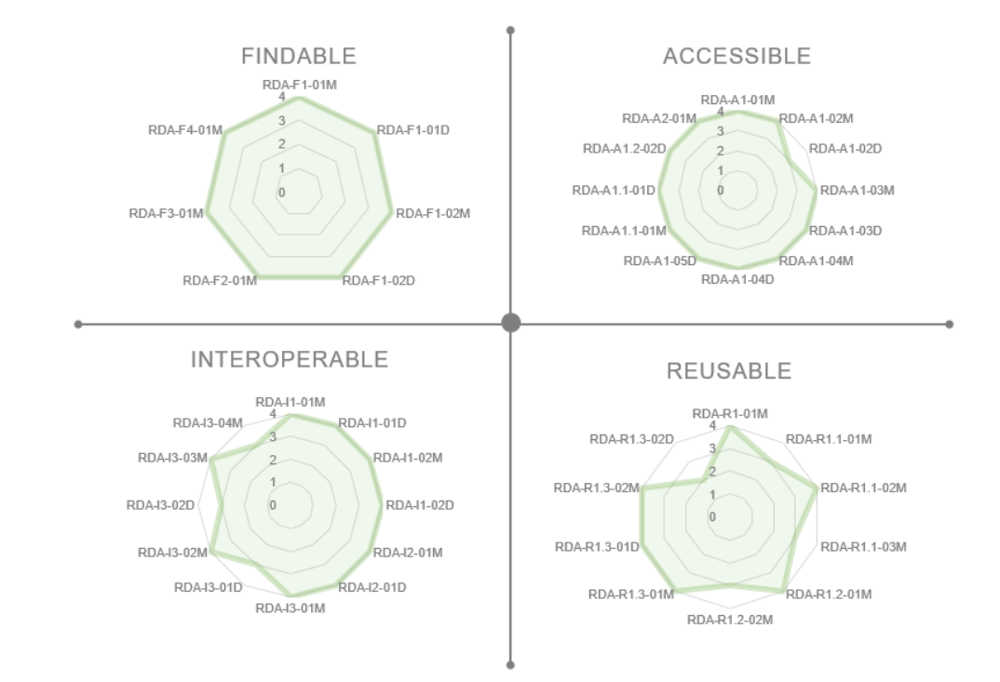 FINDABLE
RDA-F1-01M
4
3
2
1
0
RDA-F4-01M
RDA-F1-01D
RDA-F3-01M
RDA-F1-02M
RDA-F2-01M
RDA-F1-02D
ACCESSIBLE
RDA-A1-01M
4
3
2
1
0
RDA-A2-01M
RDA-A1-02M
RDA-A1.2-02D
RDA-A1-02D
RDA-A1.1-01D
RDA-A1-03M
RDA-A1.1-01M
RDA-A1-03D
RDA-A1-05D
RDA-A1-04M
RDA-A1-04D
INTEROPERABLE
RDA-I1-01M
4
3
2
1
0
RDA-I3-04M
RDA-I1-01D
RDA-I3-03M
RDA-I1-02M
RDA-I3-02D
RDA-I1-02D
RDA-I3-02M
RDA-I2-01M
RDA-I3-01D
RDA-I2-01D
RDA-I3-01M
REUSABLE
RDA-R1-01M
4
3
2
1
0
RDA-R1.3-02D
RDA-R1.1-01M
RDA-R1.3-02M
RDA-R1.1-02M
RDA-R1.3-01D
RDA-R1.1-03M
RDA-R1.3-01M
RDA-R1.2-01M
RDA-R1.2-02M